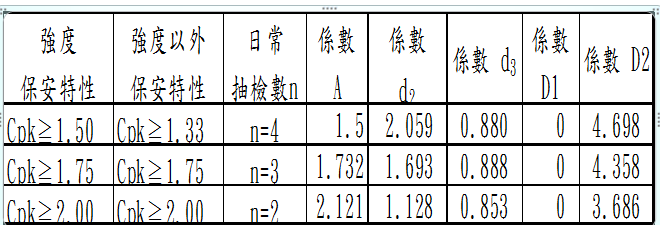 強度 保安特性 強度以外 保安特性 日常 抽檢數n 係數 A 係數 d2 係數 d3 係數 D1 係數 D2
Cpk≧1.50 Cpk≧1.33 n=4 1.5 2.059 0.880 0 4.698
Cpk≧1.75 Cpk≧1.75 n=3 1.732 1.693 0.888 0 4.358
Cpk≧2.00 Cpk≧2.00 n=2 2.121 1.128 0.853 0 3.686